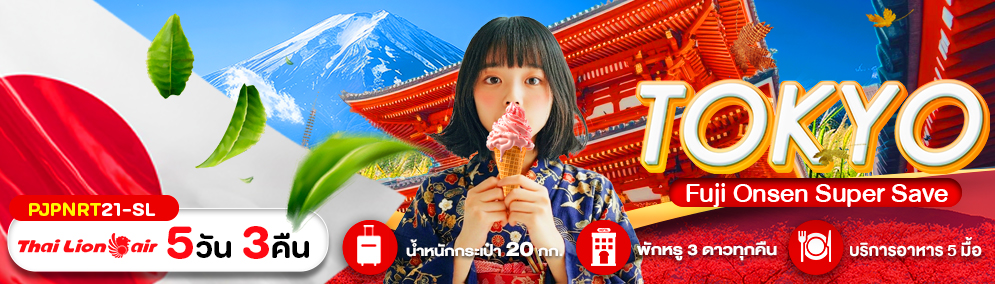 TOKYO
Fuji Onsen Super Save
PJPNRT21-SL
Thai Lion air
5วัน 3คืน
น้ำหนักกระเป๋า 20 กก.
พักหรู 3 ดาวทุกคืน
บริการอาหาร 5 มื้อ